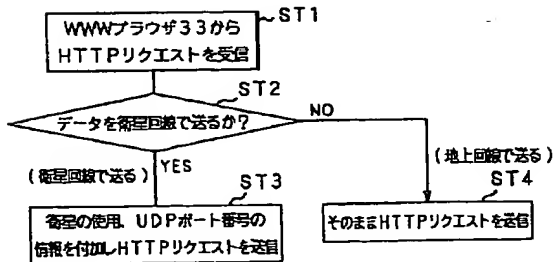 ST1
WWWブラウザ33から
HTTPリクエストを受信
ST2
データを衛星回線で送るか?
NO
YES
(衛星回線で送る)
(地上回線で送る)
ST3
ST4
衛星の使用、UDPポート番号の
情報を付加しHTTPリクエストを送信
そのままHTTPリクエストを送信